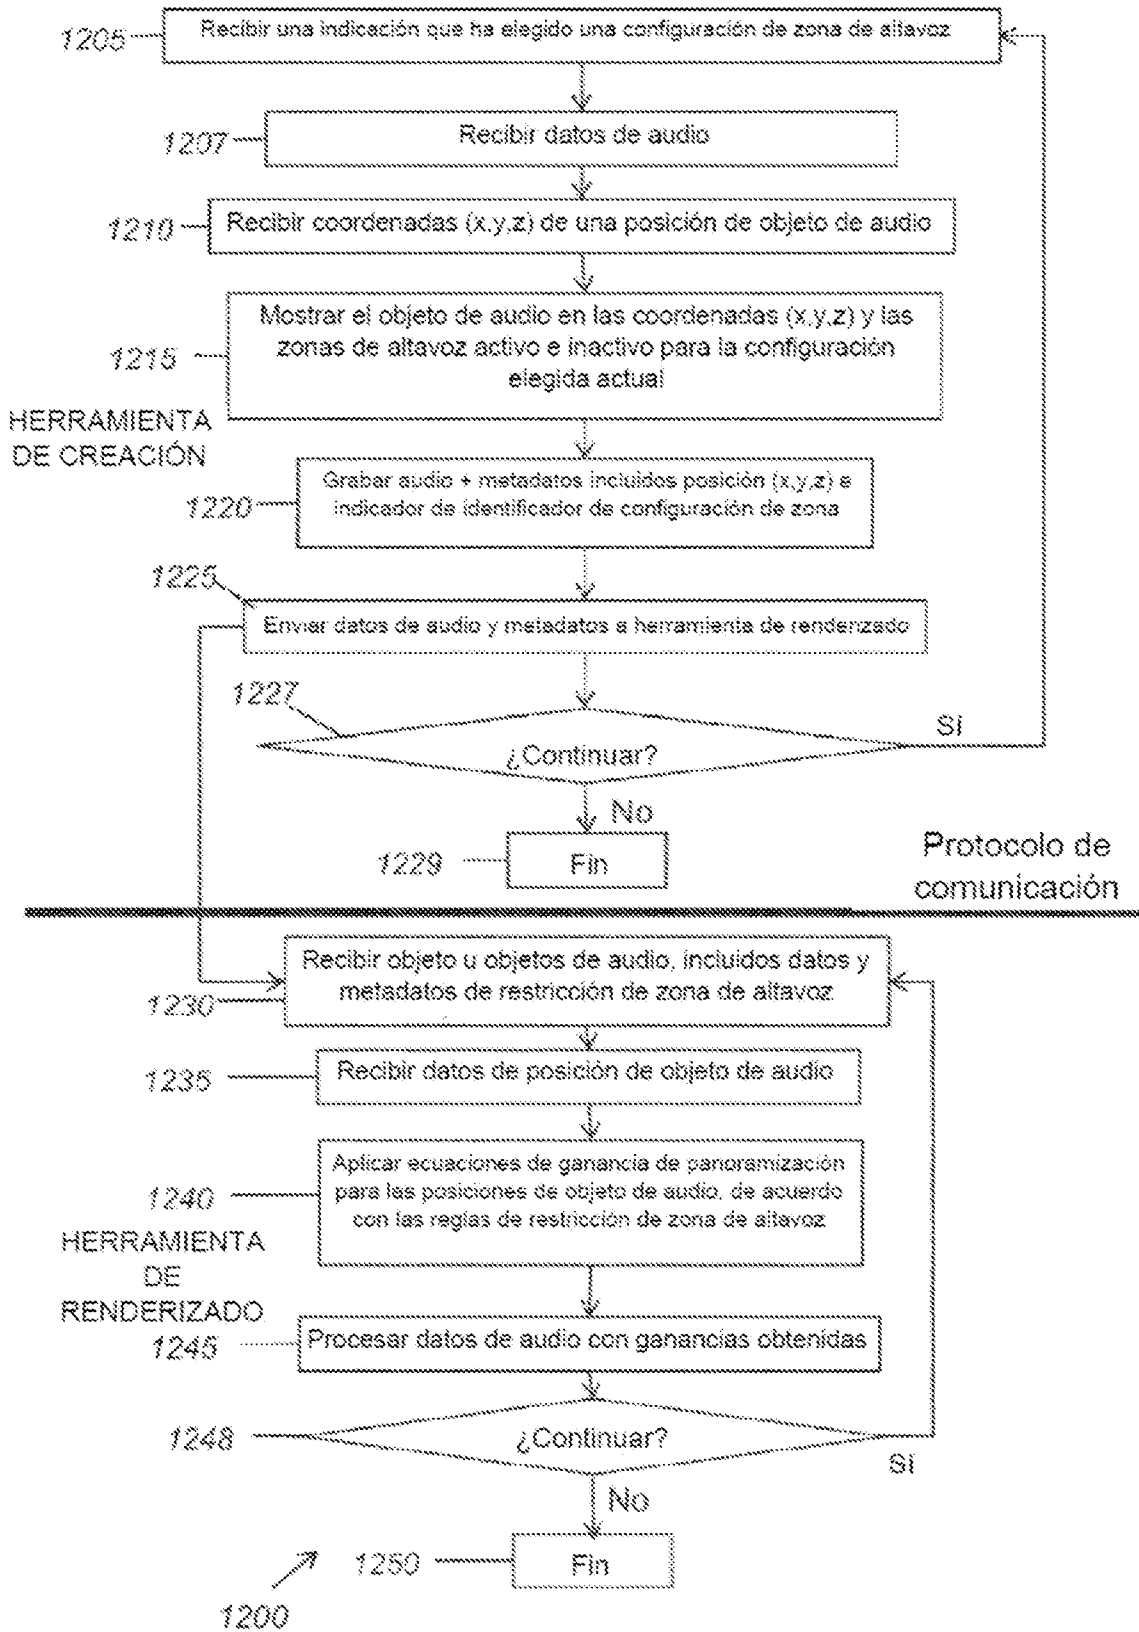 1205
Recibir una indicación que ha elegido una configuración de zona de altavoz
1207
Recibir datos de audio
1210
Recibir coordenadas (x,y,z) de una posición de objeto de audio
1215
Mostrar el objeto de audio en las coordenadas (x,y,z) y las
zonas de altavoz activo e inactivo para la configuración
elegida actual
HERRAMIENTA
DE CREACIÓN
1220
Grabar audio + metadatos incluidos posición (x,y,z) e
indicador de identificador de configuración de zona
1225
Enviar datos de audio y metadatos a herramienta de renderizado
1227
¿Continuar?
Sí
No
1229
Fin
Protocolo de
comunicación
1230
Recibir objeto u objetos de audio, incluidos datos y
metadatos de restricción de zona de altavoz
1235
Recibir datos de posición de objeto de audio
1240
Aplicar ecuaciones de ganancia de panoramización
para las posiciones de objeto de audio, de acuerdo
con las reglas de restricción de zona de altavoz
HERRAMIENTA
DE
RENDERIZADO
1245
Procesar datos de audio con ganancias obtenidas
1248
¿Continuar?
Sí
No
1250
Fin
1200